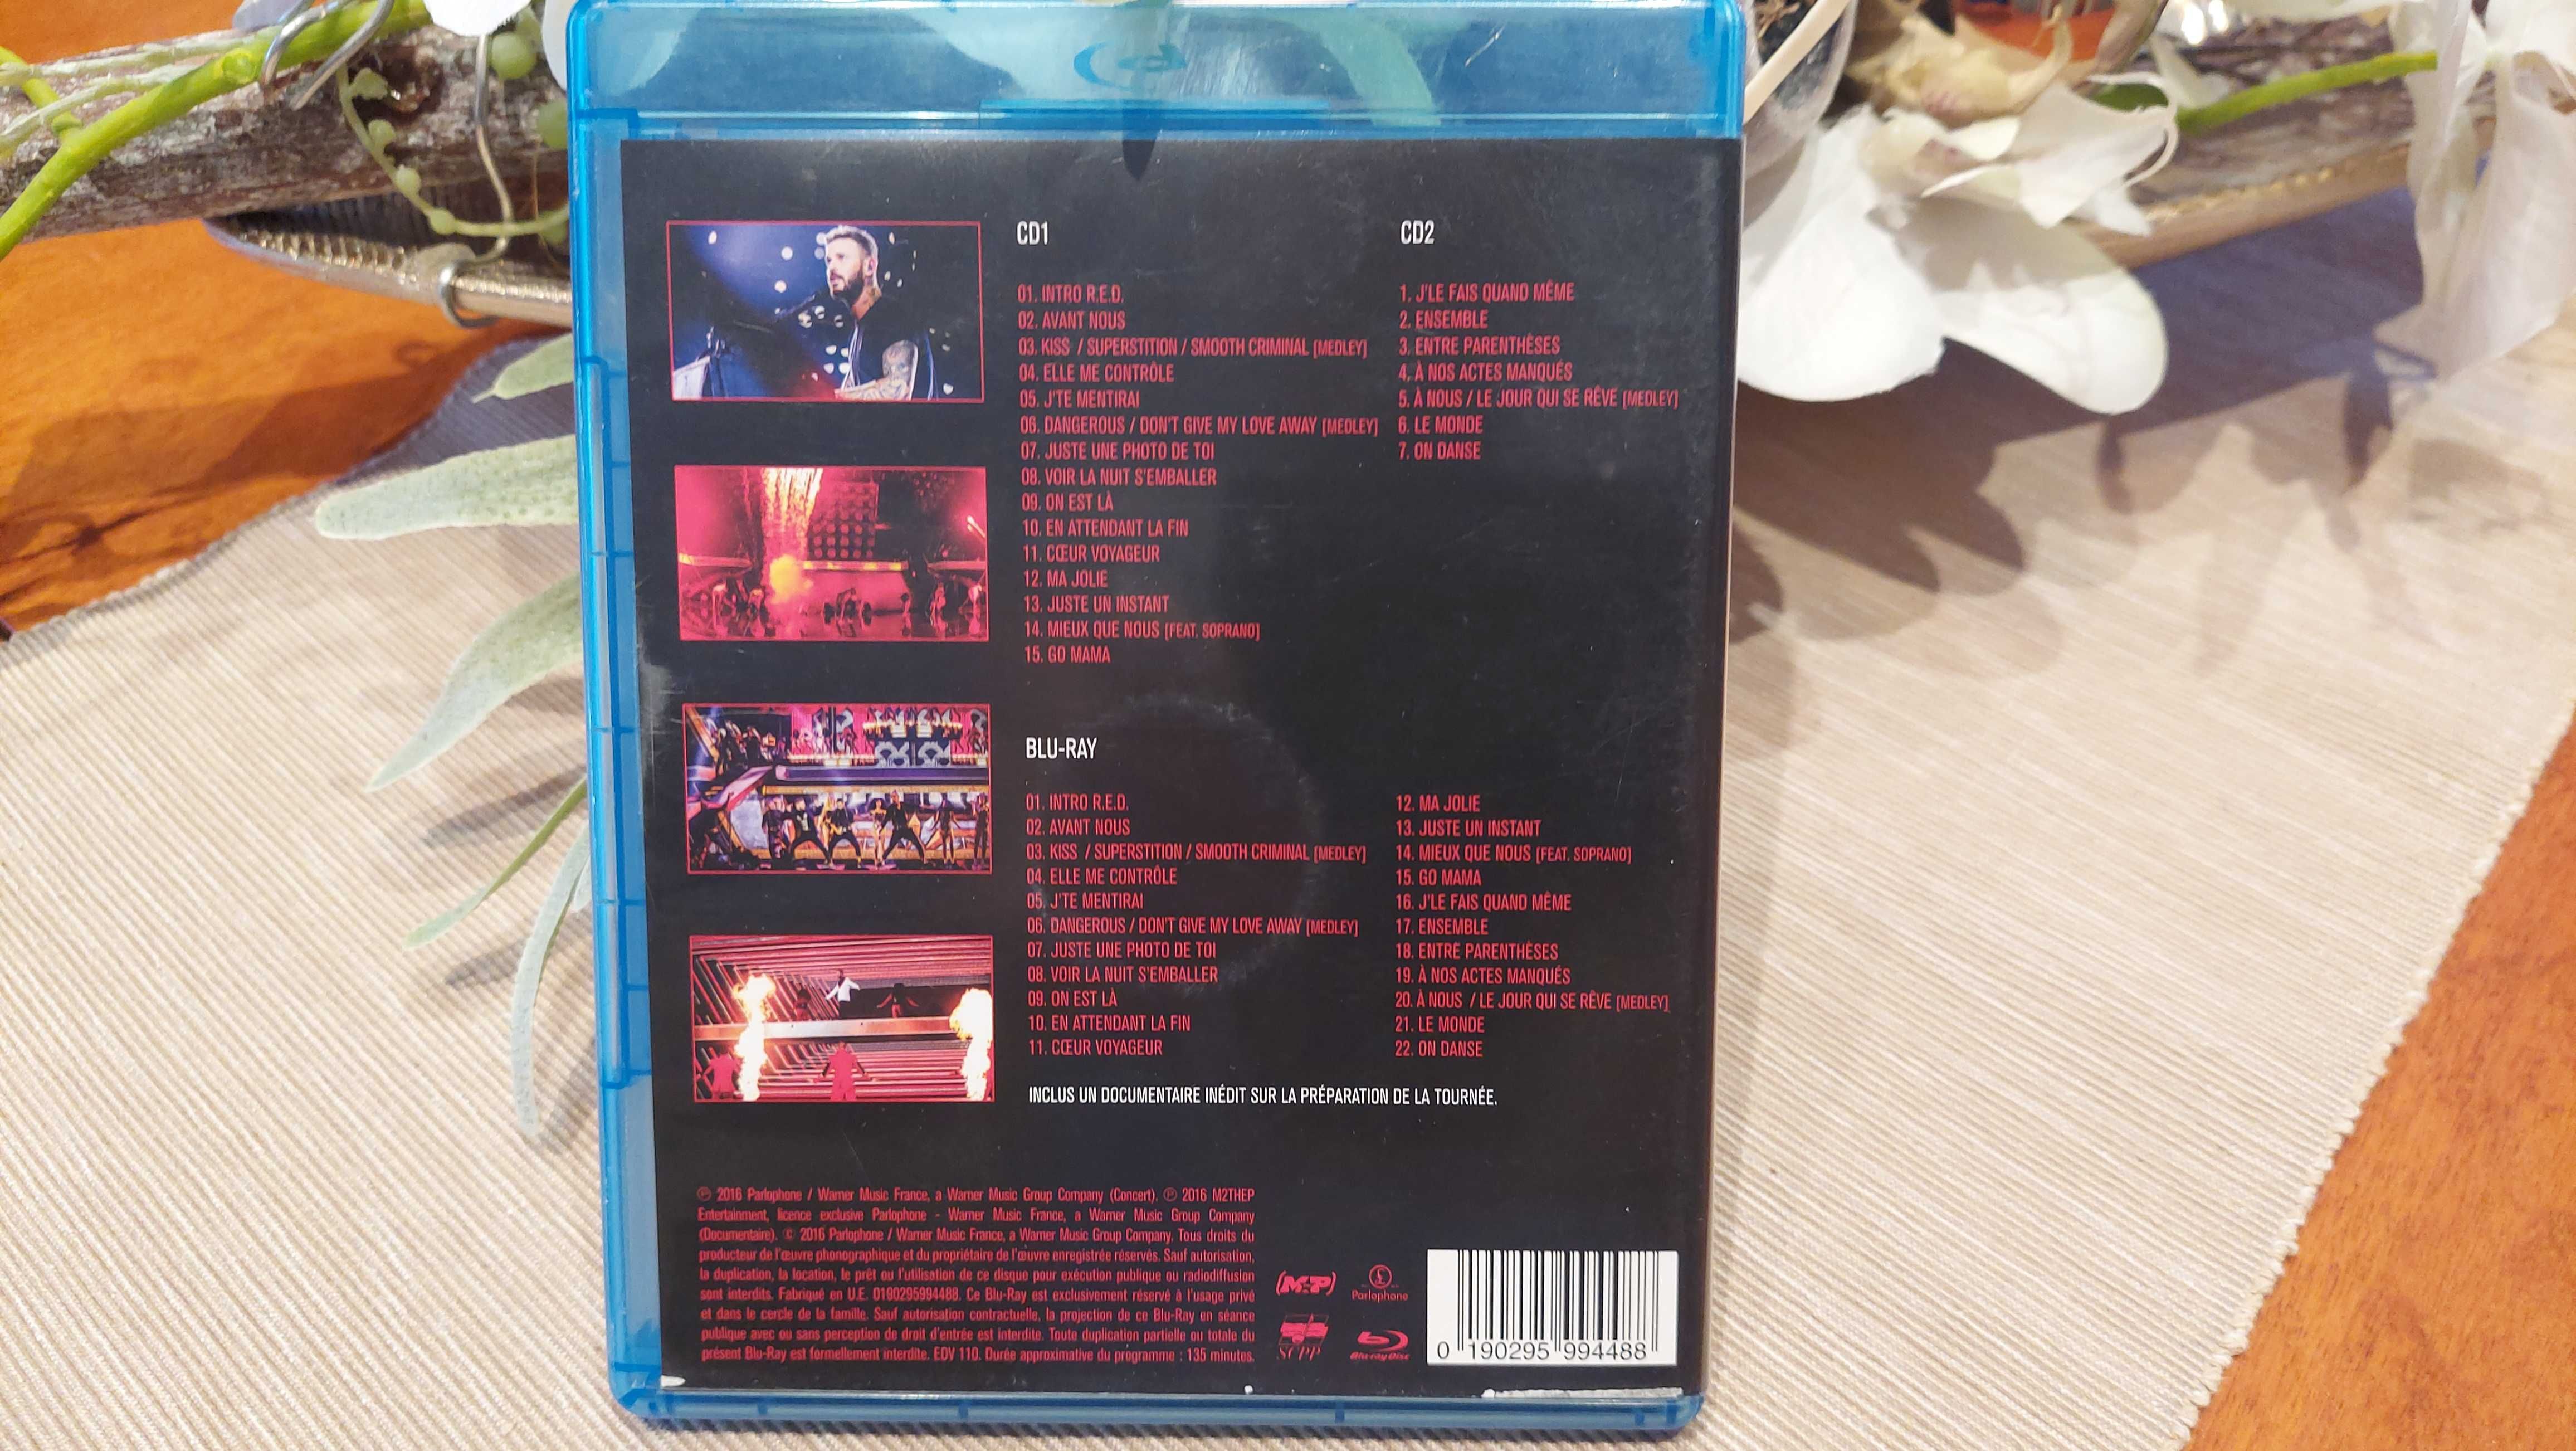 CD1
01. INTRO R.E.D.
02. AVANT NOUS
03. KISS / SUPERSTITION / SMOOTH CRIMINAL [MEDLEY]
04. ELLE ME CONTRÔLE
05. J'TE MENTIRAI
06. DANGEROUS / DON'T GIVE MY LOVE AWAY [MEDLEY]
07. JUSTE UNE PHOTO DE TOI
08. VOIR LA NUIT S'EMBALLER
09. ON EST LÀ
10. EN ATTENDANT LA FIN
11. CŒUR VOYAGEUR
12. MA JOLIE
13. JUSTE UN INSTANT
14. MIEUX QUE NOUS [FEAT. SOPRANO]
15. GO MAMA
CD2
1. J'LE FAIS QUAND MÊME
2. ENSEMBLE
3. ENTRE PARENTHÈSES
4. À NOS ACTES MANQUÉS
5. À NOUS / LE JOUR QUI SE RÊVE [MEDLEY]
6. LE MONDE
7. ON DANSE
BLU-RAY
01. INTRO R.E.D.
02. AVANT NOUS
03. KISS / SUPERSTITION / SMOOTH CRIMINAL [MEDLEY]
04. ELLE ME CONTRÔLE
05. J'TE MENTIRAI
06. DANGEROUS / DON'T GIVE MY LOVE AWAY [MEDLEY]
07. JUSTE UNE PHOTO DE TOI
08. VOIR LA NUIT S'EMBALLER
09. ON EST LÀ
10. EN ATTENDANT LA FIN
11. CŒUR VOYAGEUR
12. MA JOLIE
13. JUSTE UN INSTANT
14. MIEUX QUE NOUS [FEAT. SOPRANO]
15. GO MAMA
16. J'LE FAIS QUAND MÊME
17. ENSEMBLE
18. ENTRE PARENTHÈSES
19. À NOS ACTES MANQUÉS
20. À NOUS / LE JOUR QUI SE RÊVE [MEDLEY]
21. LE MONDE
22. ON DANSE
INCLUS UN DOCUMENTAIRE INÉDIT SUR LA PRÉPARATION DE LA TOURNÉE.
℗ 2016 Parlophone / Warner Music France, a Warner Music Group Company (Concert). ℗ 2016 M2THEP
Entertainment, licence exclusive Parlophone - Warner Music France, a Warner Music Group Company
(Documentaire). © 2016 Parlophone / Warner Music France, a Warner Music Group Company. Tous droits du
producteur de l'œuvre phonographique et du propriétaire de l'œuvre enregistrée réservés. Sauf autorisation,
la duplication, la location, le prêt ou l'utilisation de ce disque pour exécution publique ou radiodiffusion
sont interdits. Fabriqué en U.E. 0190295994488. Ce Blu-Ray est exclusivement réservé à l'usage privé
et dans le cercle de la famille. Sauf autorisation contractuelle, la projection de ce Blu-Ray en séance
publique avec ou sans perception de droit d'entrée est interdite. Toute duplication partielle ou totale du
présent Blu-Ray est formellement interdite. EDV 110. Durée approximative du programme : 135 minutes.
(M•P)
£
Parlophone
SCPP
Blu-ray Disc
0 190295 994488